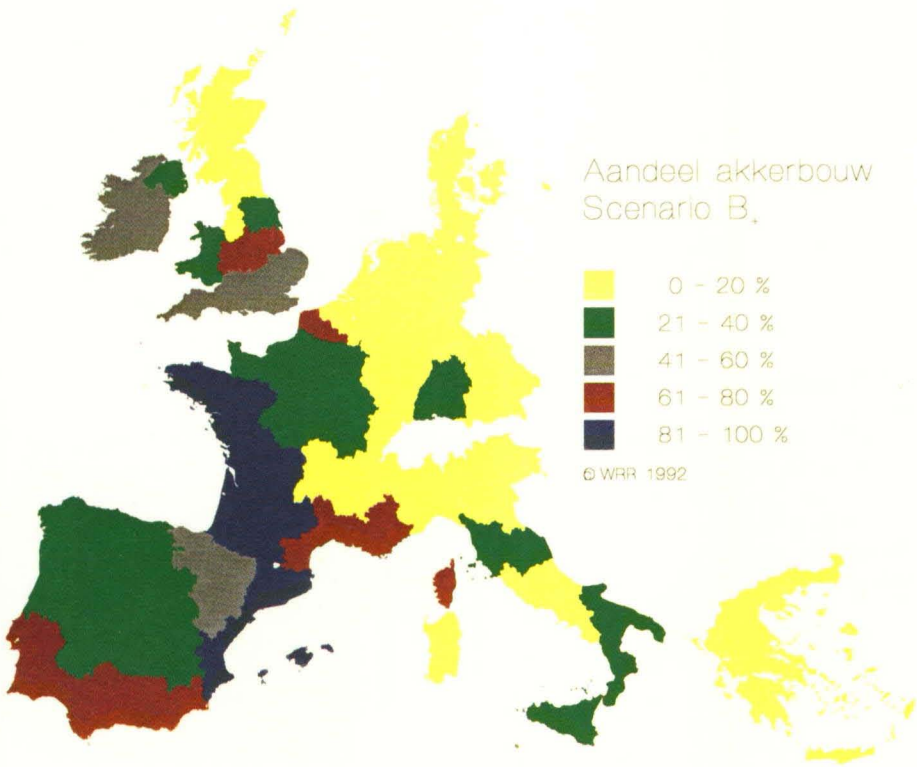 Aandeel akkerbouw
Scenario B+
0 - 20 %
21 - 40 %
41 - 60 %
61 - 80 %
81 - 100 %
© WRR 1992